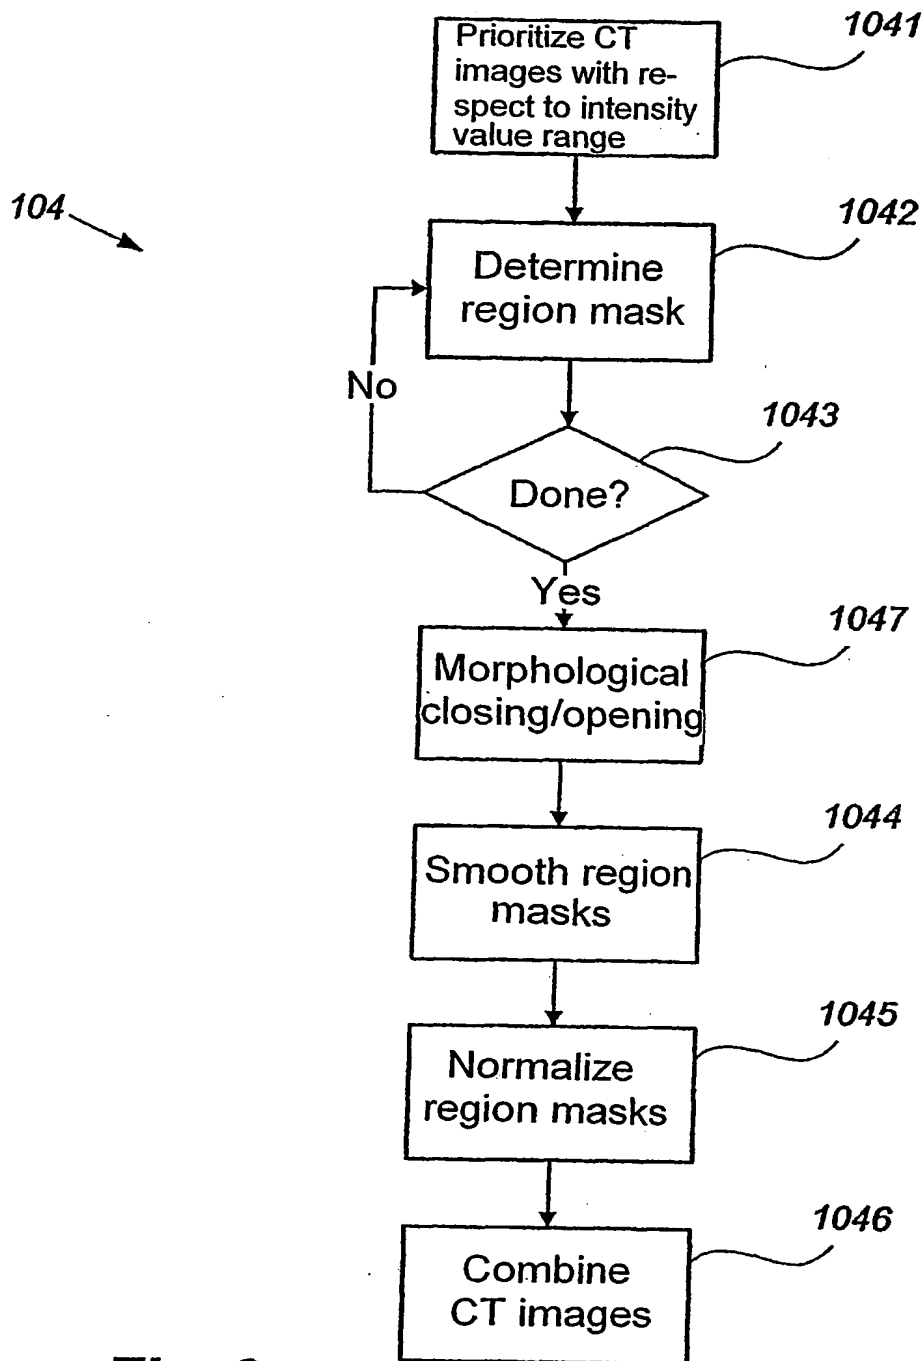 1041
Prioritize CT
images with re-
spect to intensity
value range
104
1042
Determine
region mask
No
1043
Done?
Yes
1047
Morphological
closing/opening
1044
Smooth region
masks
1045
Normalize
region masks
1046
Combine
CT images